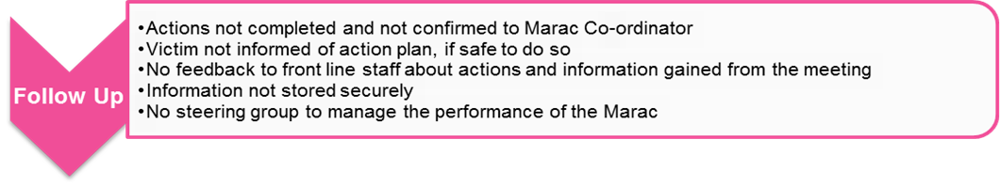 Follow Up
•Actions not completed and not confirmed to Marac Co-ordinator
•Victim not informed of action plan, if safe to do so
•No feedback to front line staff about actions and information gained from the meeting
•Information not stored securely
•No steering group to manage the performance of the Marac